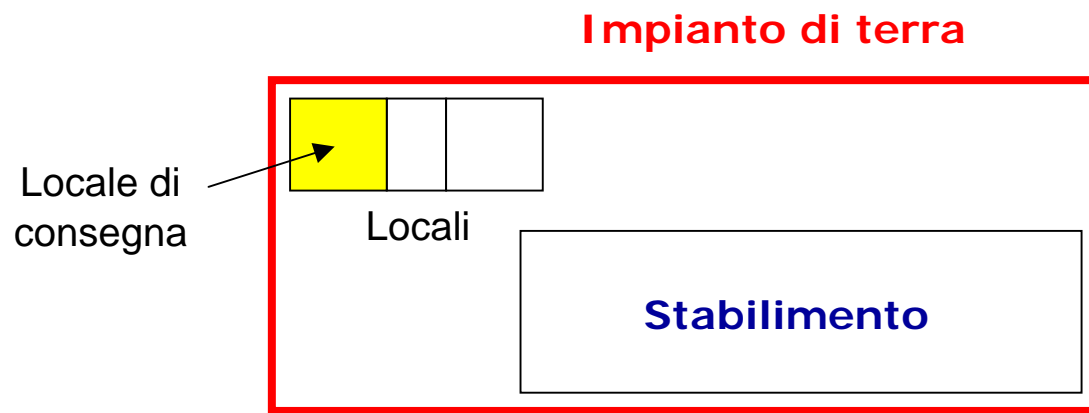 Impianto di terra
Locale di
consegna
Locali
Stabilimento